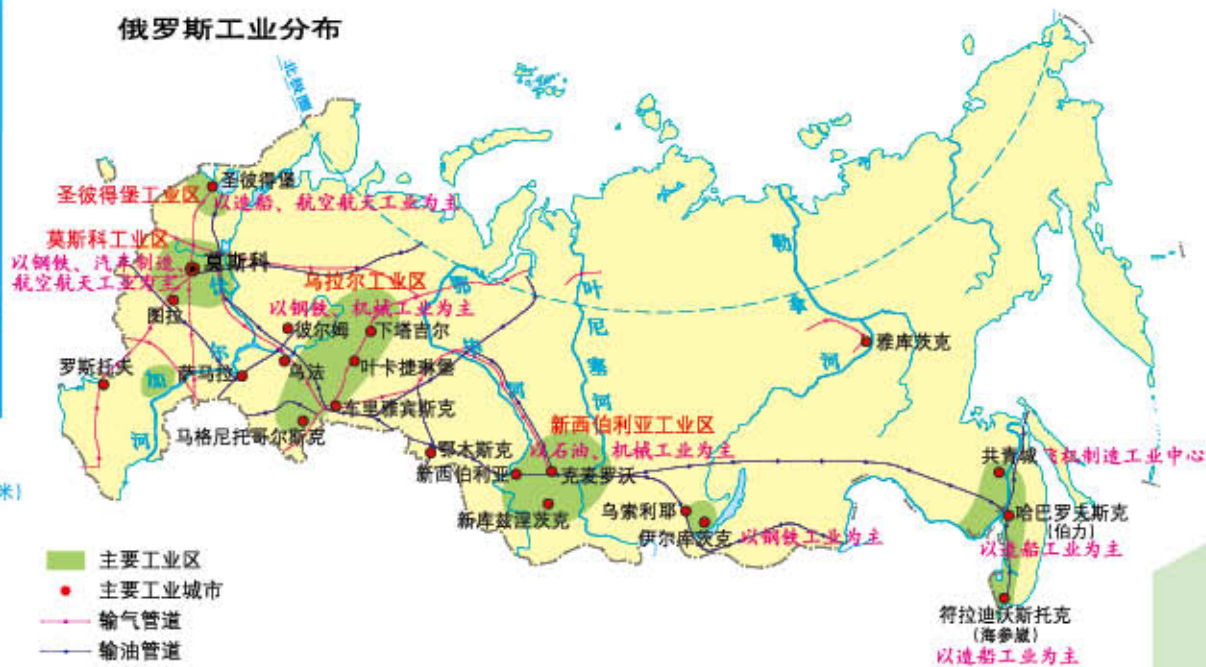 俄罗斯工业分布
北极圈
圣彼得堡
圣彼得堡工业区
以造船、航空航天工业为主
莫斯科工业区
莫斯科
以钢铁、汽车制造、
航空航天工业为主
乌拉尔工业区
以钢铁、机械工业为主
图拉
彼尔姆
下塔吉尔
罗斯托夫
萨马拉
乌法
叶卡捷琳堡
车里雅宾斯克
马格尼托哥尔斯克
伏
尔
加
河
鄂
毕
河
叶
尼
塞
河
勒
拿
河
雅库茨克
新西伯利亚工业区
以石油、机械工业为主
鄂木斯克
新西伯利亚
克麦罗沃
新库兹涅茨克
乌索利耶
伊尔库茨克
以钢铁工业为主
共青城
飞机制造工业中心
哈巴罗夫斯克
(伯力)
以造船工业为主
符拉迪沃斯托克
(海参崴)
以造船工业为主
米)
主要工业区
主要工业城市
输气管道
输油管道